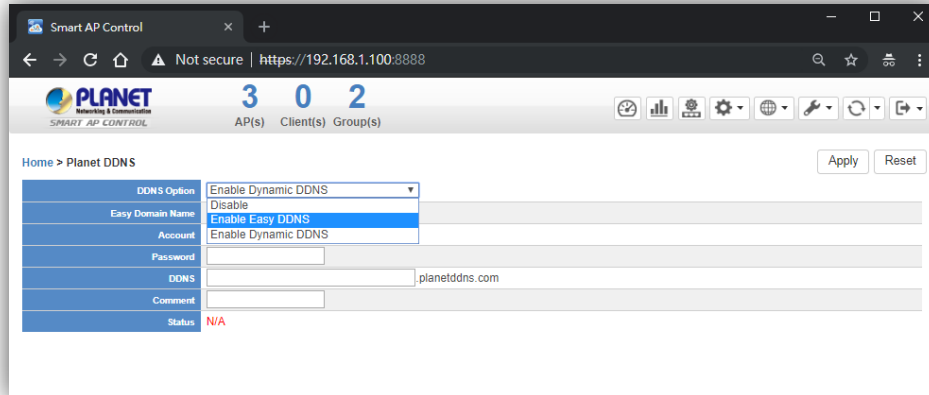 Smart AP Control
Not secure | https://192.168.1.100:8888
PLANET
Networking & Communication
SMART AP CONTROL
3 0 2
AP(s) Client(s) Group(s)
Home > Planet DDNS
Apply Reset
DDNS Option Enable Dynamic DDNS
Disable
Easy Domain Name Enable Easy DDNS
Account Enable Dynamic DDNS
Password
DDNS .planetddns.com
Comment
Status N/A